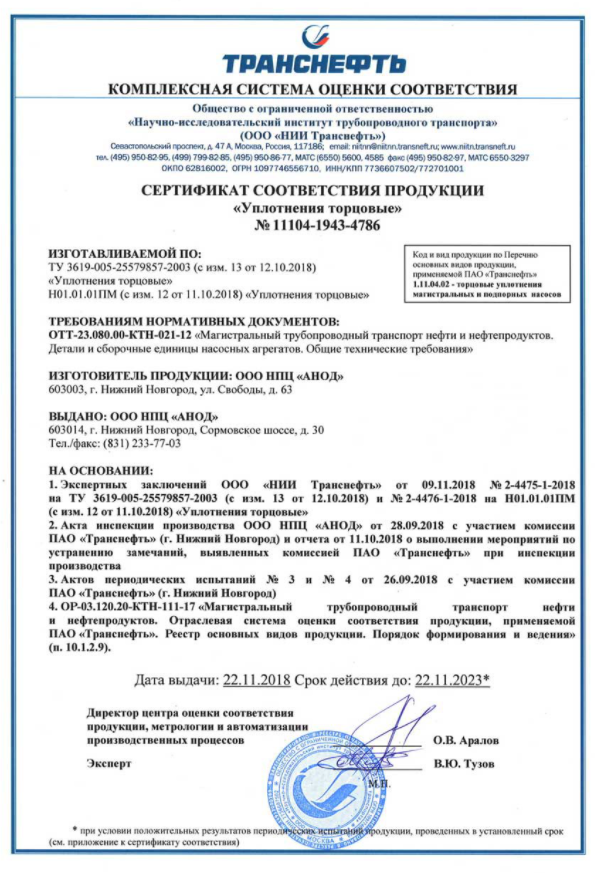 ТРАНСНЕФТЬ
КОМПЛЕКСНАЯ СИСТЕМА ОЦЕНКИ СООТВЕТСТВИЯ
Общество с ограниченной ответственностью
«Научно-исследовательский институт трубопроводного транспорта»
(ООО «НИИ Транснефть»)
Севастопольский проспект, д. 47 А, Москва, Россия, 117186; email: niitnn@niitnn.transneft.ru; www.niitn.transneft.ru
тел. (495) 950-82-95, (499) 799-82-85, (495) 950-86-77, МАТС (6550) 5600, 4585 факс (495) 950-82-97, МАТС 6550-3297
ОКПО 62816002, ОГРН 1097746556710, ИНН/КПП 7736607502/772701001
СЕРТИФИКАТ СООТВЕТСТВИЯ ПРОДУКЦИИ
«Уплотнения торцовые»
№ 11104-1943-4786
ИЗГОТАВЛИВАЕМОЙ ПО:
ТУ 3619-005-25579857-2003 (с изм. 13 от 12.10.2018)
«Уплотнения торцовые»
Н01.01.01ПМ (с изм. 12 от 11.10.2018) «Уплотнения торцовые»
Код и вид продукции по Перечню
основных видов продукции,
применяемой ПАО «Транснефть»
1.11.04.02 - торцовые уплотнения
магистральных и подпорных насосов
ТРЕБОВАНИЯМ НОРМАТИВНЫХ ДОКУМЕНТОВ:
ОТТ-23.080.00-КТН-021-12 «Магистральный трубопроводный транспорт нефти и нефтепродуктов.
Детали и сборочные единицы насосных агрегатов. Общие технические требования»
ИЗГОТОВИТЕЛЬ ПРОДУКЦИИ: ООО НПЦ «АНОД»
603003, г. Нижний Новгород, ул. Свободы, д. 63
ВЫДАНО: ООО НПЦ «АНОД»
603014, г. Нижний Новгород, Сормовское шоссе, д. 30
Тел./факс: (831) 233-77-03
НА ОСНОВАНИИ:
1. Экспертных заключений ООО «НИИ Транснефть» от 09.11.2018 № 2-4475-1-2018
на ТУ 3619-005-25579857-2003 (с изм. 13 от 12.10.2018) и № 2-4476-1-2018 на Н01.01.01ПМ
(с изм. 12 от 11.10.2018) «Уплотнения торцовые»
2. Акта инспекции производства ООО НПЦ «АНОД» от 28.09.2018 с участием комиссии
ПАО «Транснефть» (г. Нижний Новгород) и отчета от 11.10.2018 о выполнении мероприятий по
устранению замечаний, выявленных комиссией ПАО «Транснефть» при инспекции
производства
3. Актов периодических испытаний № 3 и № 4 от 26.09.2018 с участием комиссии
ПАО «Транснефть» (г. Нижний Новгород)
4. ОР-03.120.20-КТН-111-17 «Магистральный трубопроводный транспорт нефти
и нефтепродуктов. Отраслевая система оценки соответствия продукции, применяемой
ПАО «Транснефть». Реестр основных видов продукции. Порядок формирования и ведения»
(п. 10.1.2.9).
Дата выдачи: 22.11.2018 Срок действия до: 22.11.2023*
Директор центра оценки соответствия
продукции, метрологии и автоматизации
производственных процессов О.В. Аралов
Эксперт В.Ю. Тузов
М.П.
* при условии положительных результатов периодических испытаний продукции, проведенных в установленный срок
(см. приложение к сертификату соответствия)